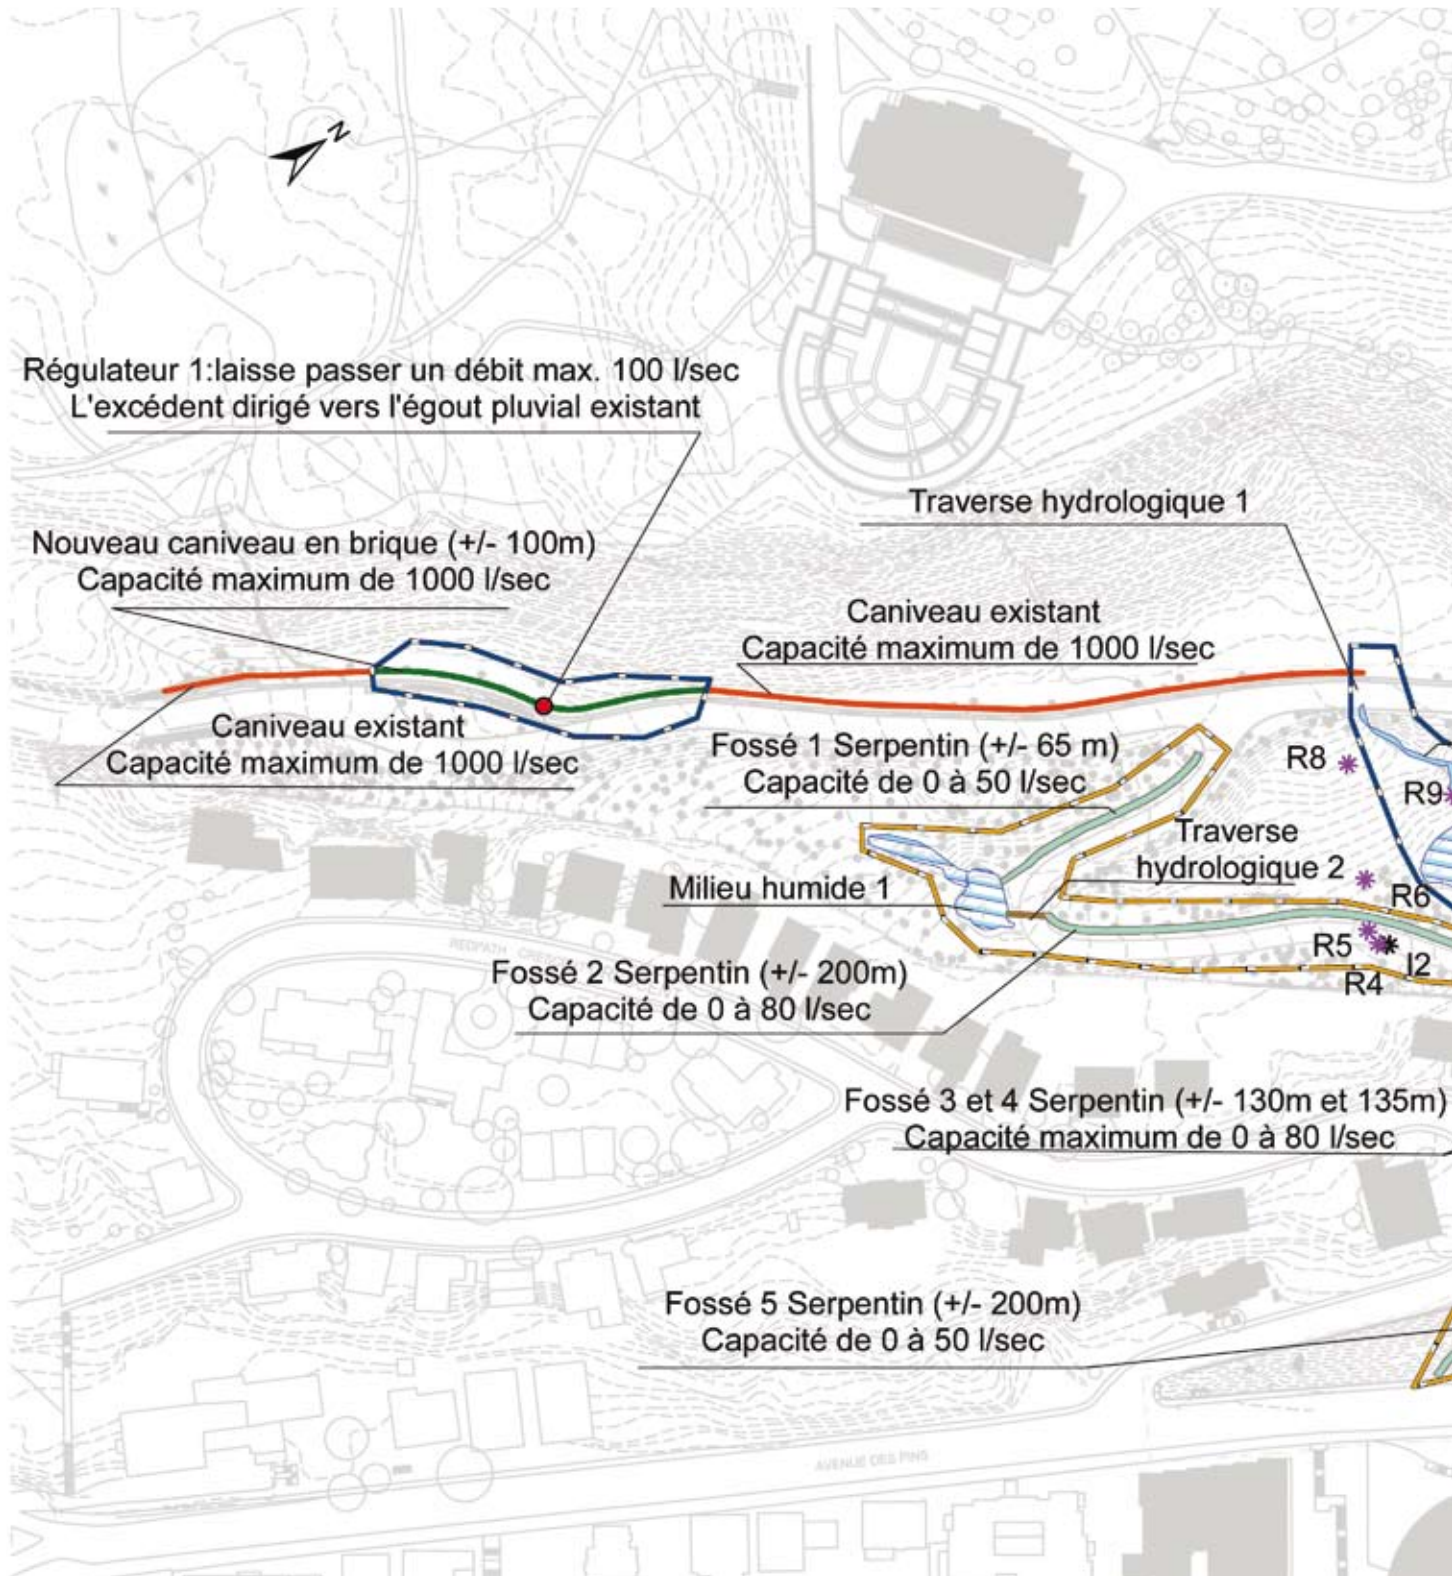 N
Régulateur 1:laisse passer un débit max. 100 l/sec
L'excédent dirigé vers l'égout pluvial existant
Traverse hydrologique 1
Nouveau caniveau en brique (+/- 100m)
Capacité maximum de 1000 l/sec
Caniveau existant
Capacité maximum de 1000 l/sec
Caniveau existant
Capacité maximum de 1000 l/sec
Fossé 1 Serpentin (+/- 65 m)
Capacité de 0 à 50 l/sec
R8
R9
Traverse
hydrologique 2
Milieu humide 1
R6
R5
I2
R4
REDPATH CRESCENT
Fossé 2 Serpentin (+/- 200m)
Capacité de 0 à 80 l/sec
Fossé 3 et 4 Serpentin (+/- 130m et 135m)
Capacité maximum de 0 à 80 l/sec
Fossé 5 Serpentin (+/- 200m)
Capacité de 0 à 50 l/sec
AVENUE DES PINS